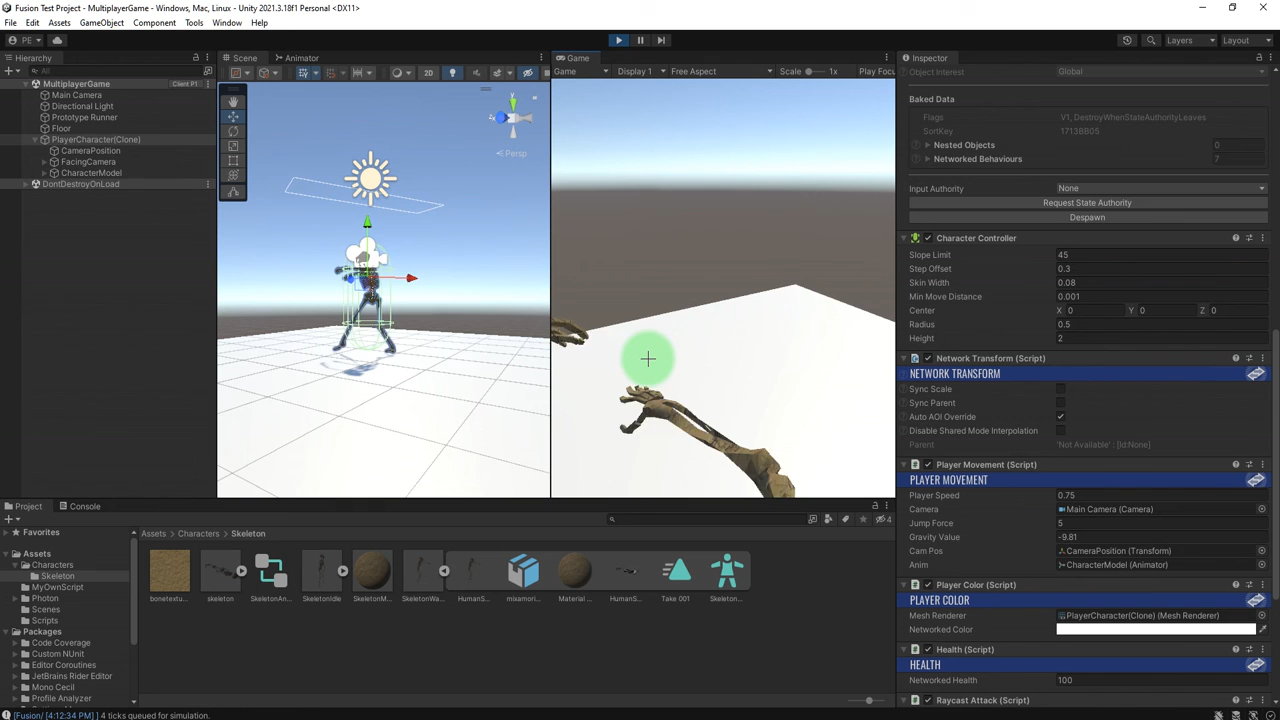 Fusion Test Project - MultiplayerGame - Windows, Mac, Linux - Unity 2021.3.18f1 Personal <DX11>
File Edit Assets GameObject Component Tools Window Help
PE
Layers Layout
Hierarchy
All
MultiplayerGame Client P1
Main Camera
Directional Light
Prototype Runner
Floor
PlayerCharacter(Clone)
CameraPosition
FacingCamera
CharacterModel
DontDestroyOnLoad
Scene Animator
2D
Persp
Game
Game Display 1 Free Aspect Scale 1x Play Focu
Inspector
Object Interest Global
Baked Data
Flags V1, DestroyWhenStateAuthorityLeaves
SortKey 1713BB05
Nested Objects 0
Networked Behaviours 7
Input Authority None
Request State Authority
Despawn
Character Controller
Slope Limit 45
Step Offset 0.3
Skin Width 0.08
Min Move Distance 0.001
Center X 0 Y 0 Z 0
Radius 0.5
Height 2
Network Transform (Script)
NETWORK TRANSFORM
Sync Scale
Sync Parent
Auto AOI Override
Disable Shared Mode Interpolation
Parent 'Not Available' : [Id:None]
Player Movement (Script)
PLAYER MOVEMENT
Player Speed 0.75
Camera Main Camera (Camera)
Jump Force 5
Gravity Value -9.81
Cam Pos CameraPosition (Transform)
Anim CharacterModel (Animator)
Player Color (Script)
PLAYER COLOR
Mesh Renderer PlayerCharacter(Clone) (Mesh Renderer)
Networked Color
Health (Script)
HEALTH
Networked Health 100
Raycast Attack (Script)
Project Console
4
Favorites
Assets
Characters
Skeleton
MyOwnScript
Photon
Scenes
Scripts
Packages
Code Coverage
Custom NUnit
Editor Coroutines
JetBrains Rider Editor
Mono Cecil
Profile Analyzer
Assets > Characters > Skeleton
bonetextu... skeleton SkeletonAn... SkeletonIdle SkeletonM... SkeletonWa... HumanS... mixamori... Material ... HumanS... Take 001 Skeleton...
[Fusion/ [4:12:34 PM] ] 4 ticks queued for simulation.